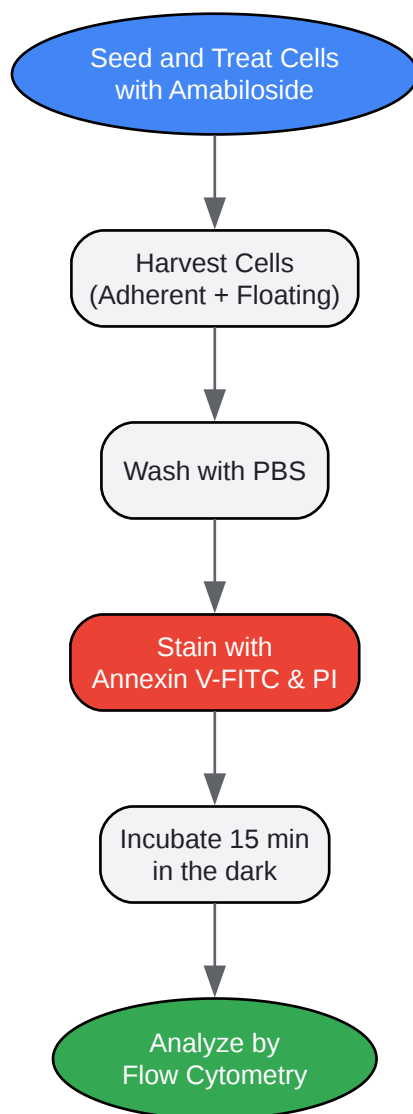 Seed and Treat Cells
with Amabiloside
Harvest Cells
(Adherent + Floating)
Wash with PBS
Stain with
Annexin V-FITC & PI
Incubate 15 min
in the dark
Analyze by
Flow Cytometry